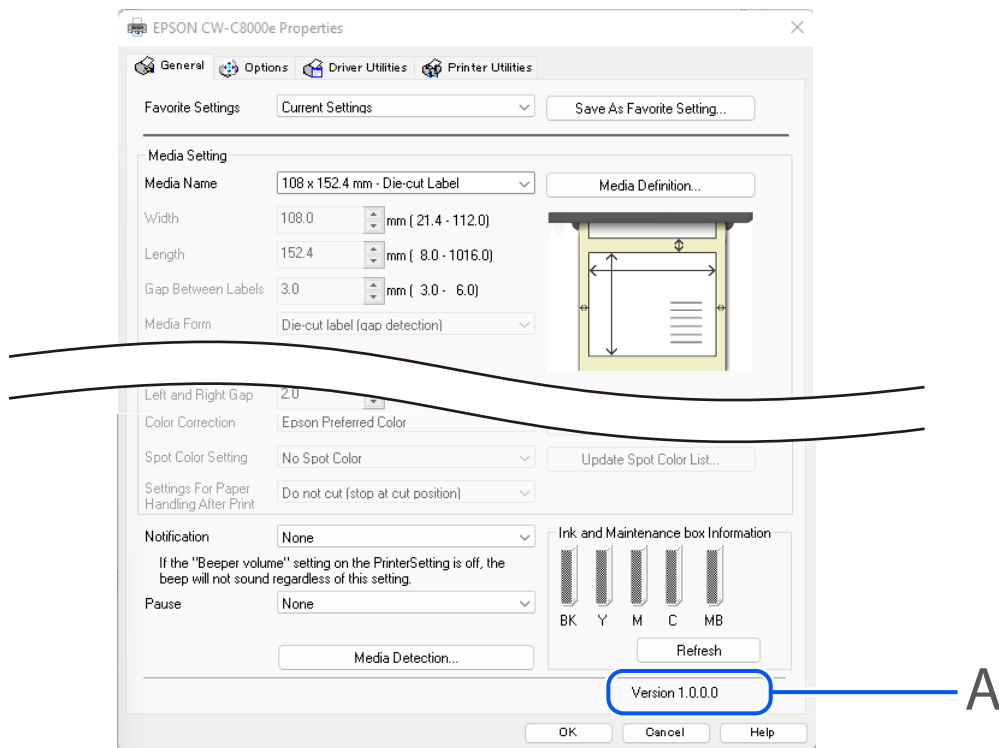 EPSON CW-C8000e Properties
General Options Driver Utilities Printer Utilities
Favorite Settings Current Settings Save As Favorite Setting...
Media Setting
Media Name 108 x 152.4 mm - Die-cut Label Media Definition...
Width 108.0 mm ( 21.4 - 112.0)
Length 152.4 mm ( 8.0 - 1016.0)
Gap Between Labels 3.0 mm ( 3.0 - 6.0)
Media Form Die-cut label (gap detection)
Left and Right Gap 2.0
Color Correction Epson Preferred Color
Spot Color Setting No Spot Color Update Spot Color List...
Settings For Paper
Handling After Print
Do not cut (stop at cut position)
Notification None Ink and Maintenance box Information
If the "Beeper volume" setting on the PrinterSetting is off, the
beep will not sound regardless of this setting.
Pause None
BK Y M C MB
Media Detection... Refresh
Version 1.0.0.0 A
OK Cancel Help